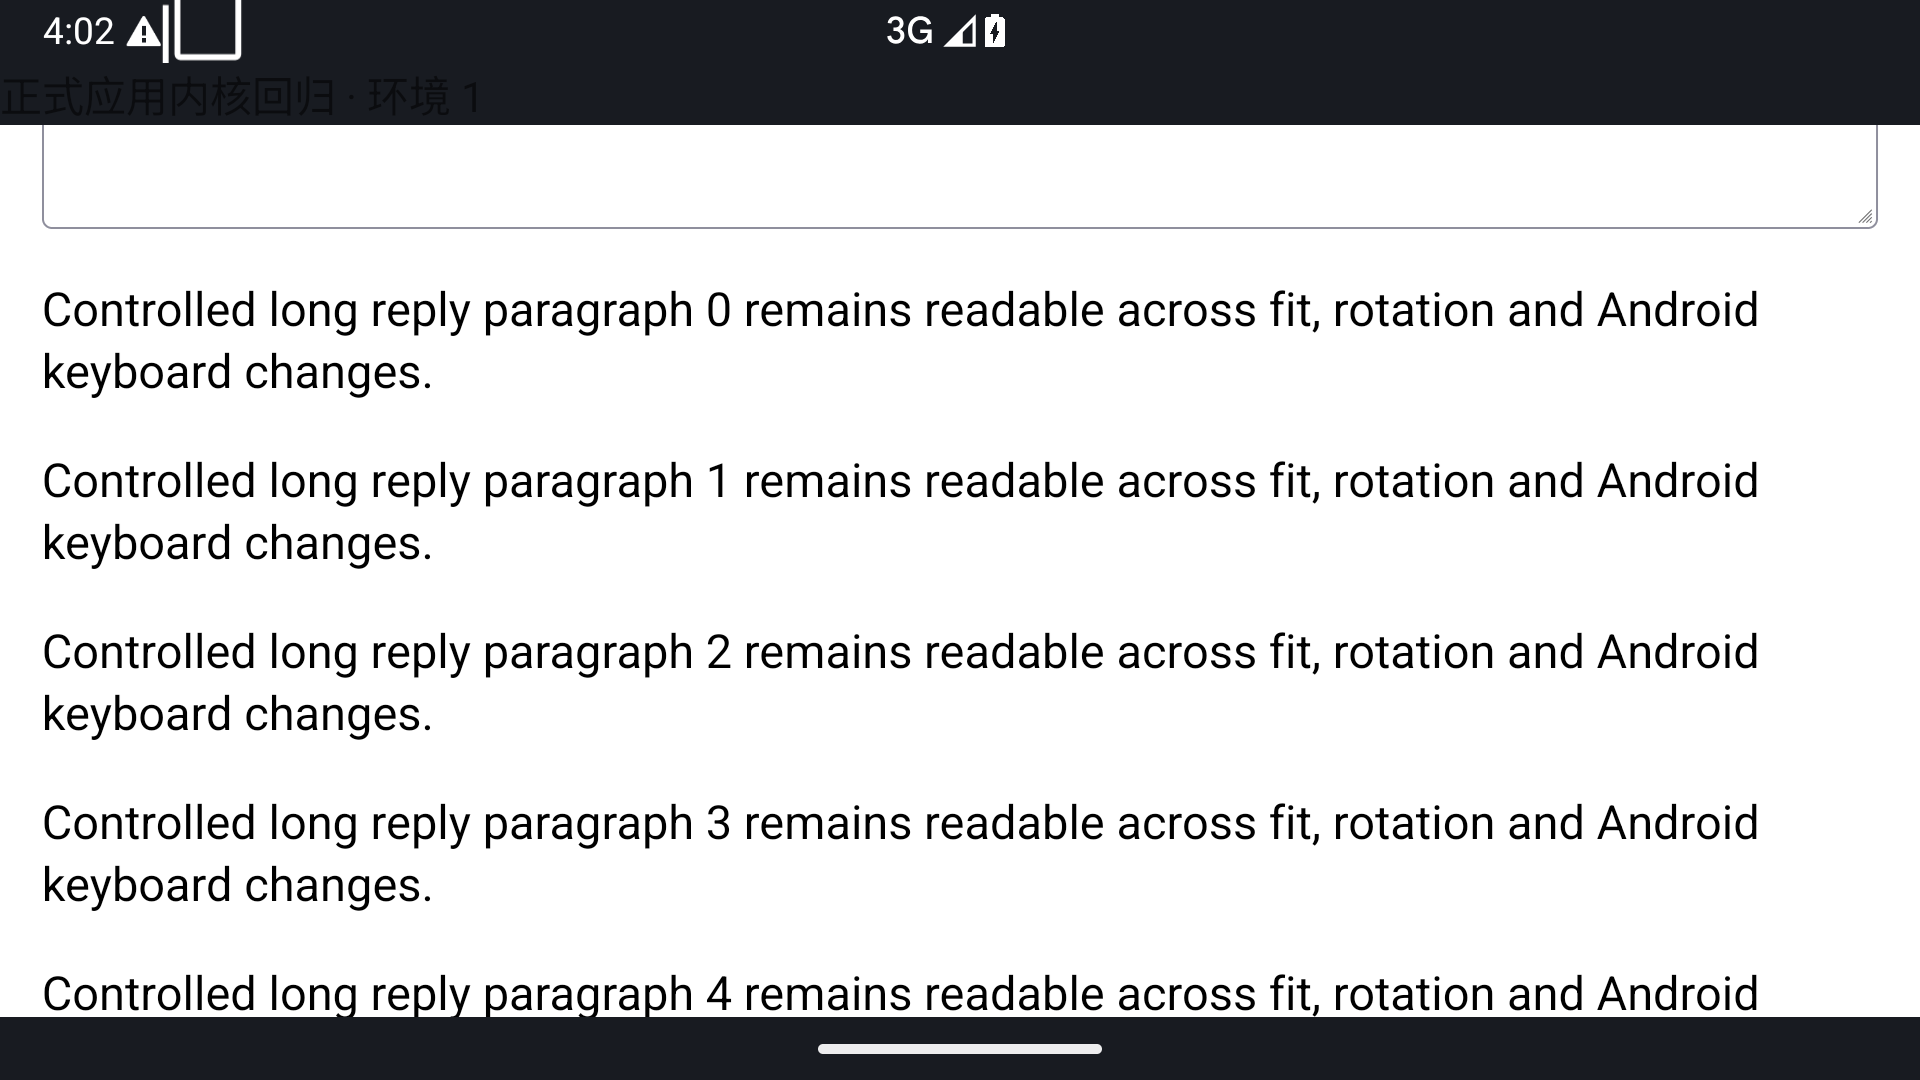 4:02
3G
正式应用内核回归 · 环境 1
Controlled long reply paragraph 0 remains readable across fit, rotation and Android
keyboard changes.
Controlled long reply paragraph 1 remains readable across fit, rotation and Android
keyboard changes.
Controlled long reply paragraph 2 remains readable across fit, rotation and Android
keyboard changes.
Controlled long reply paragraph 3 remains readable across fit, rotation and Android
keyboard changes.
Controlled long reply paragraph 4 remains readable across fit, rotation and Android